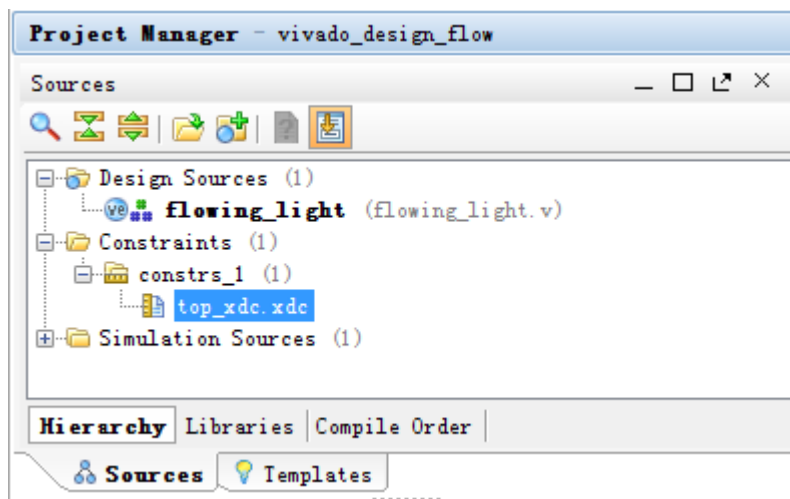 Project Manager - vivado_design_flow
Sources
Design Sources (1)
flowing_light (flowing_light.v)
Constraints (1)
constrs_1 (1)
top_xdc.xdc
Simulation Sources (1)
Hierarchy Libraries Compile Order
Sources Templates